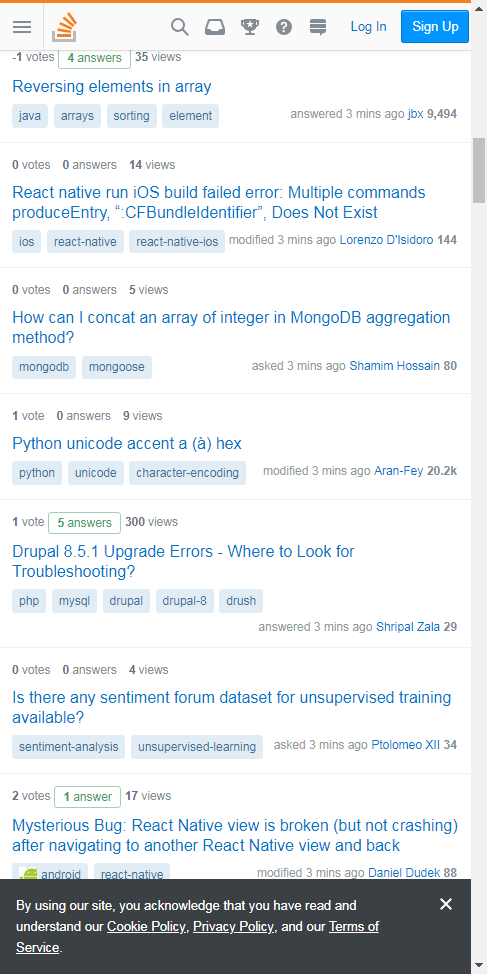 Log In Sign Up
-1 votes 4 answers 35 views
Reversing elements in array
java arrays sorting element answered 3 mins ago jbx 9,494
0 votes 0 answers 14 views
React native run iOS build failed error: Multiple commands
produceEntry, “:CFBundleIdentifier”, Does Not Exist
ios react-native react-native-ios modified 3 mins ago Lorenzo D'Isidoro 144
0 votes 0 answers 5 views
How can I concat an array of integer in MongoDB aggregation
method?
mongodb mongoose asked 3 mins ago Shamim Hossain 80
1 vote 0 answers 9 views
Python unicode accent a (à) hex
python unicode character-encoding modified 3 mins ago Aran-Fey 20.2k
1 vote 5 answers 300 views
Drupal 8.5.1 Upgrade Errors - Where to Look for
Troubleshooting?
php mysql drupal drupal-8 drush
answered 3 mins ago Shripal Zala 29
0 votes 0 answers 4 views
Is there any sentiment forum dataset for unsupervised training
available?
sentiment-analysis unsupervised-learning asked 3 mins ago Ptolomeo XII 34
2 votes 1 answer 17 views
Mysterious Bug: React Native view is broken (but not crashing)
after navigating to another React Native view and back
android react-native modified 3 mins ago Daniel Dudek 88
By using our site, you acknowledge that you have read and
understand our Cookie Policy, Privacy Policy, and our Terms of
Service.